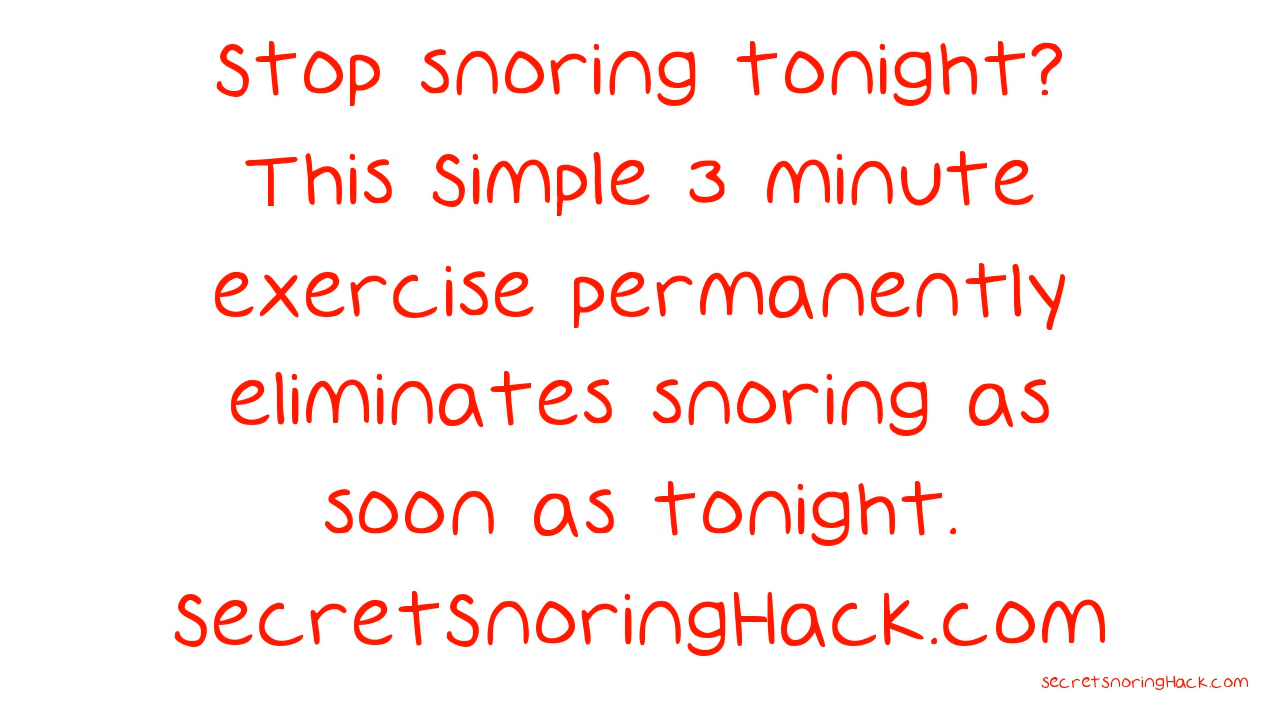 Stop snoring tonight?
This Simple 3 minute
exercise permanently
eliminates snoring as
soon as tonight.
SecretSnoringHack.com
secretsnoringHack.com